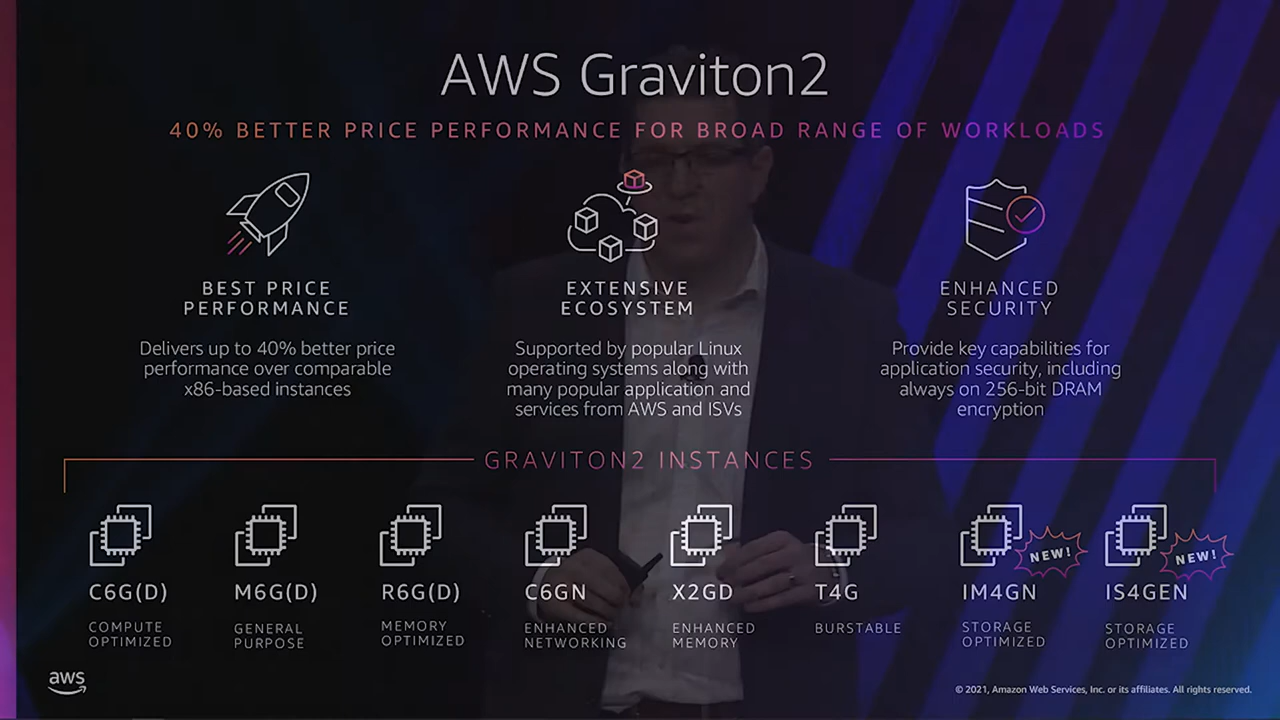 AWS Graviton2
40% BETTER PRICE PERFORMANCE FOR BROAD RANGE OF WORKLOADS
BEST PRICE
PERFORMANCE
Delivers up to 40% better price
performance over comparable
x86-based instances
EXTENSIVE
ECOSYSTEM
Supported by popular Linux
operating systems along with
many popular application and
services from AWS and ISVs
ENHANCED
SECURITY
Provide key capabilities for
application security, including
always on 256-bit DRAM
encryption
GRAVITON2 INSTANCES
C6G(D)
COMPUTE
OPTIMIZED
M6G(D)
GENERAL
PURPOSE
R6G(D)
MEMORY
OPTIMIZED
C6GN
ENHANCED
NETWORKING
X2GD
ENHANCED
MEMORY
T4G
BURSTABLE
NEW!
IM4GN
STORAGE
OPTIMIZED
NEW!
IS4GEN
STORAGE
OPTIMIZED
aws
© 2021, Amazon Web Services, Inc. or its affiliates. All rights reserved.